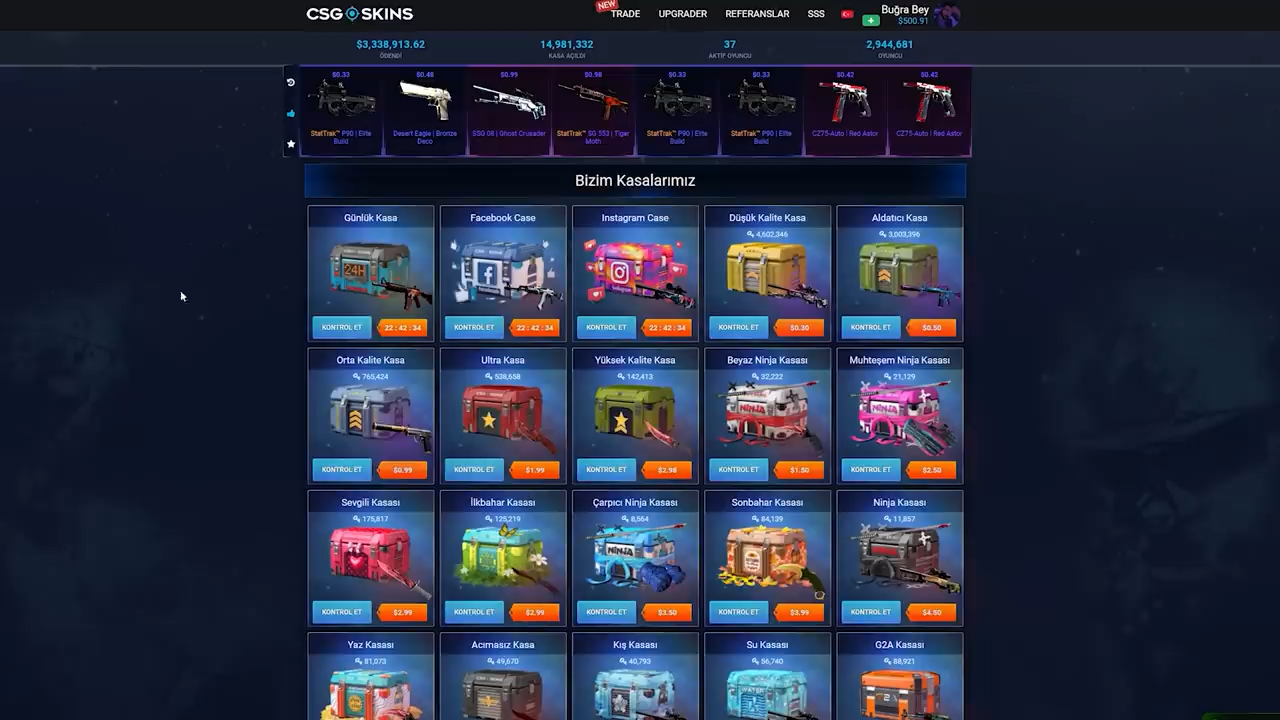 CSGOSKINS
NEW
TRADE
UPGRADER
REFERANSLAR
SSS
Buğra Bey
$500.91
$3,338,913.62
ÖDENDİ
14,981,332
KASA AÇILDI
37
AKTİF OYUNCU
2,944,681
OYUNCU
$0.33
StatTrak™ P90 | Elite
Build
$0.48
Desert Eagle | Bronze
Deco
$0.99
SSG 08 | Ghost Crusader
$0.98
StatTrak™ SG 553 | Tiger
Moth
$0.33
StatTrak™ P90 | Elite
Build
$0.33
StatTrak™ P90 | Elite
Build
$0.42
CZ75-Auto | Red Astor
$0.42
CZ75-Auto | Red Astor
Bizim Kasalarımız
Günlük Kasa
24H
KONTROL ET
22 : 42 : 34
Facebook Case
KONTROL ET
22 : 42 : 34
Instagram Case
KONTROL ET
22 : 42 : 34
Düşük Kalite Kasa
4,602,346
KONTROL ET
$0.30
Aldatıcı Kasa
3,003,396
KONTROL ET
$0.50
Orta Kalite Kasa
765,424
KONTROL ET
$0.99
Ultra Kasa
538,658
KONTROL ET
$1.99
Yüksek Kalite Kasa
142,413
KONTROL ET
$2.98
Beyaz Ninja Kasası
32,222
NINJA
KONTROL ET
$1.50
Muhteşem Ninja Kasası
21,129
NINJA
KONTROL ET
$2.50
Sevgili Kasası
175,817
KONTROL ET
$2.99
İlkbahar Kasası
125,219
KONTROL ET
$2.99
Çarpıcı Ninja Kasası
8,564
NINJA
KONTROL ET
$3.50
Sonbahar Kasası
84,139
KONTROL ET
$3.99
Ninja Kasası
11,857
KONTROL ET
$4.50
Yaz Kasası
81,073
Acımasız Kasa
49,670
Kış Kasası
40,793
Su Kasası
56,740
WATER
G2A Kasası
88,921